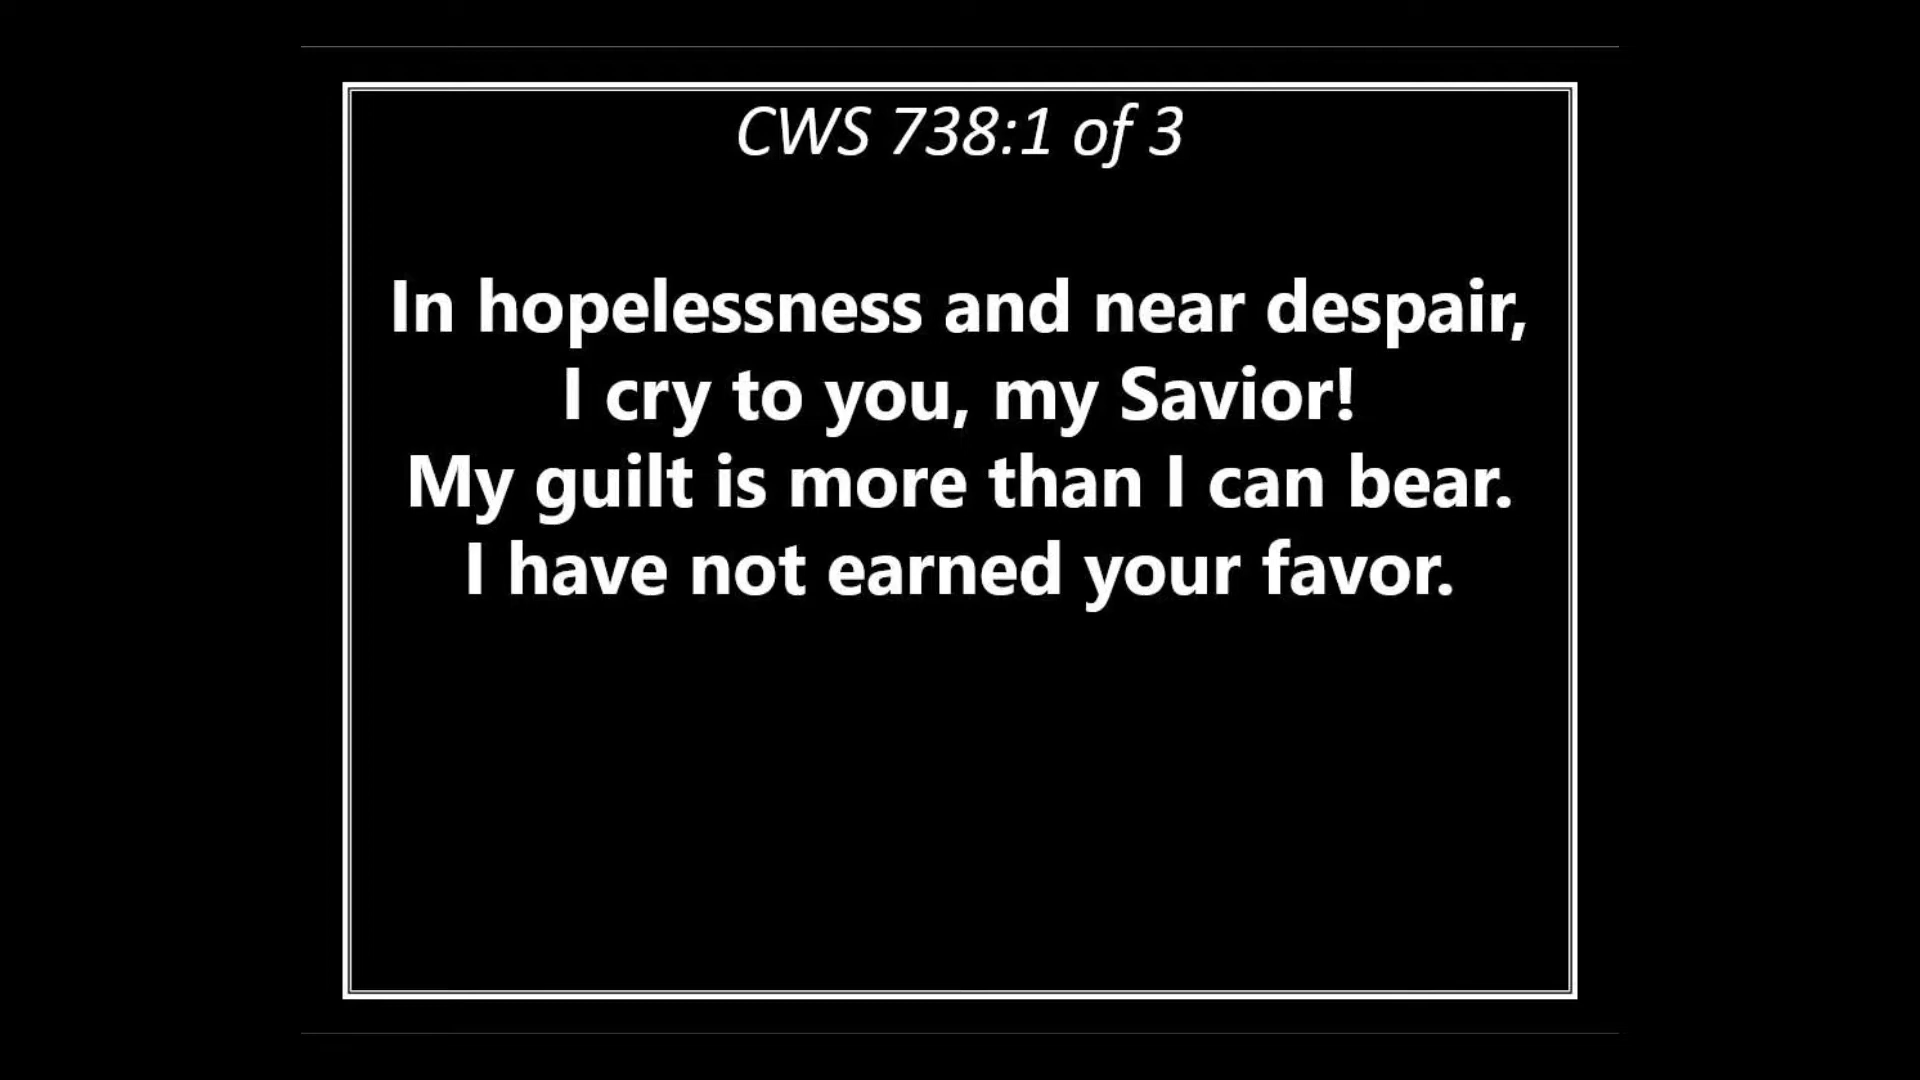 CWS 738:1 of 3
In hopelessness and near despair,
I cry to you, my Savior!
My guilt is more than I can bear.
I have not earned your favor.